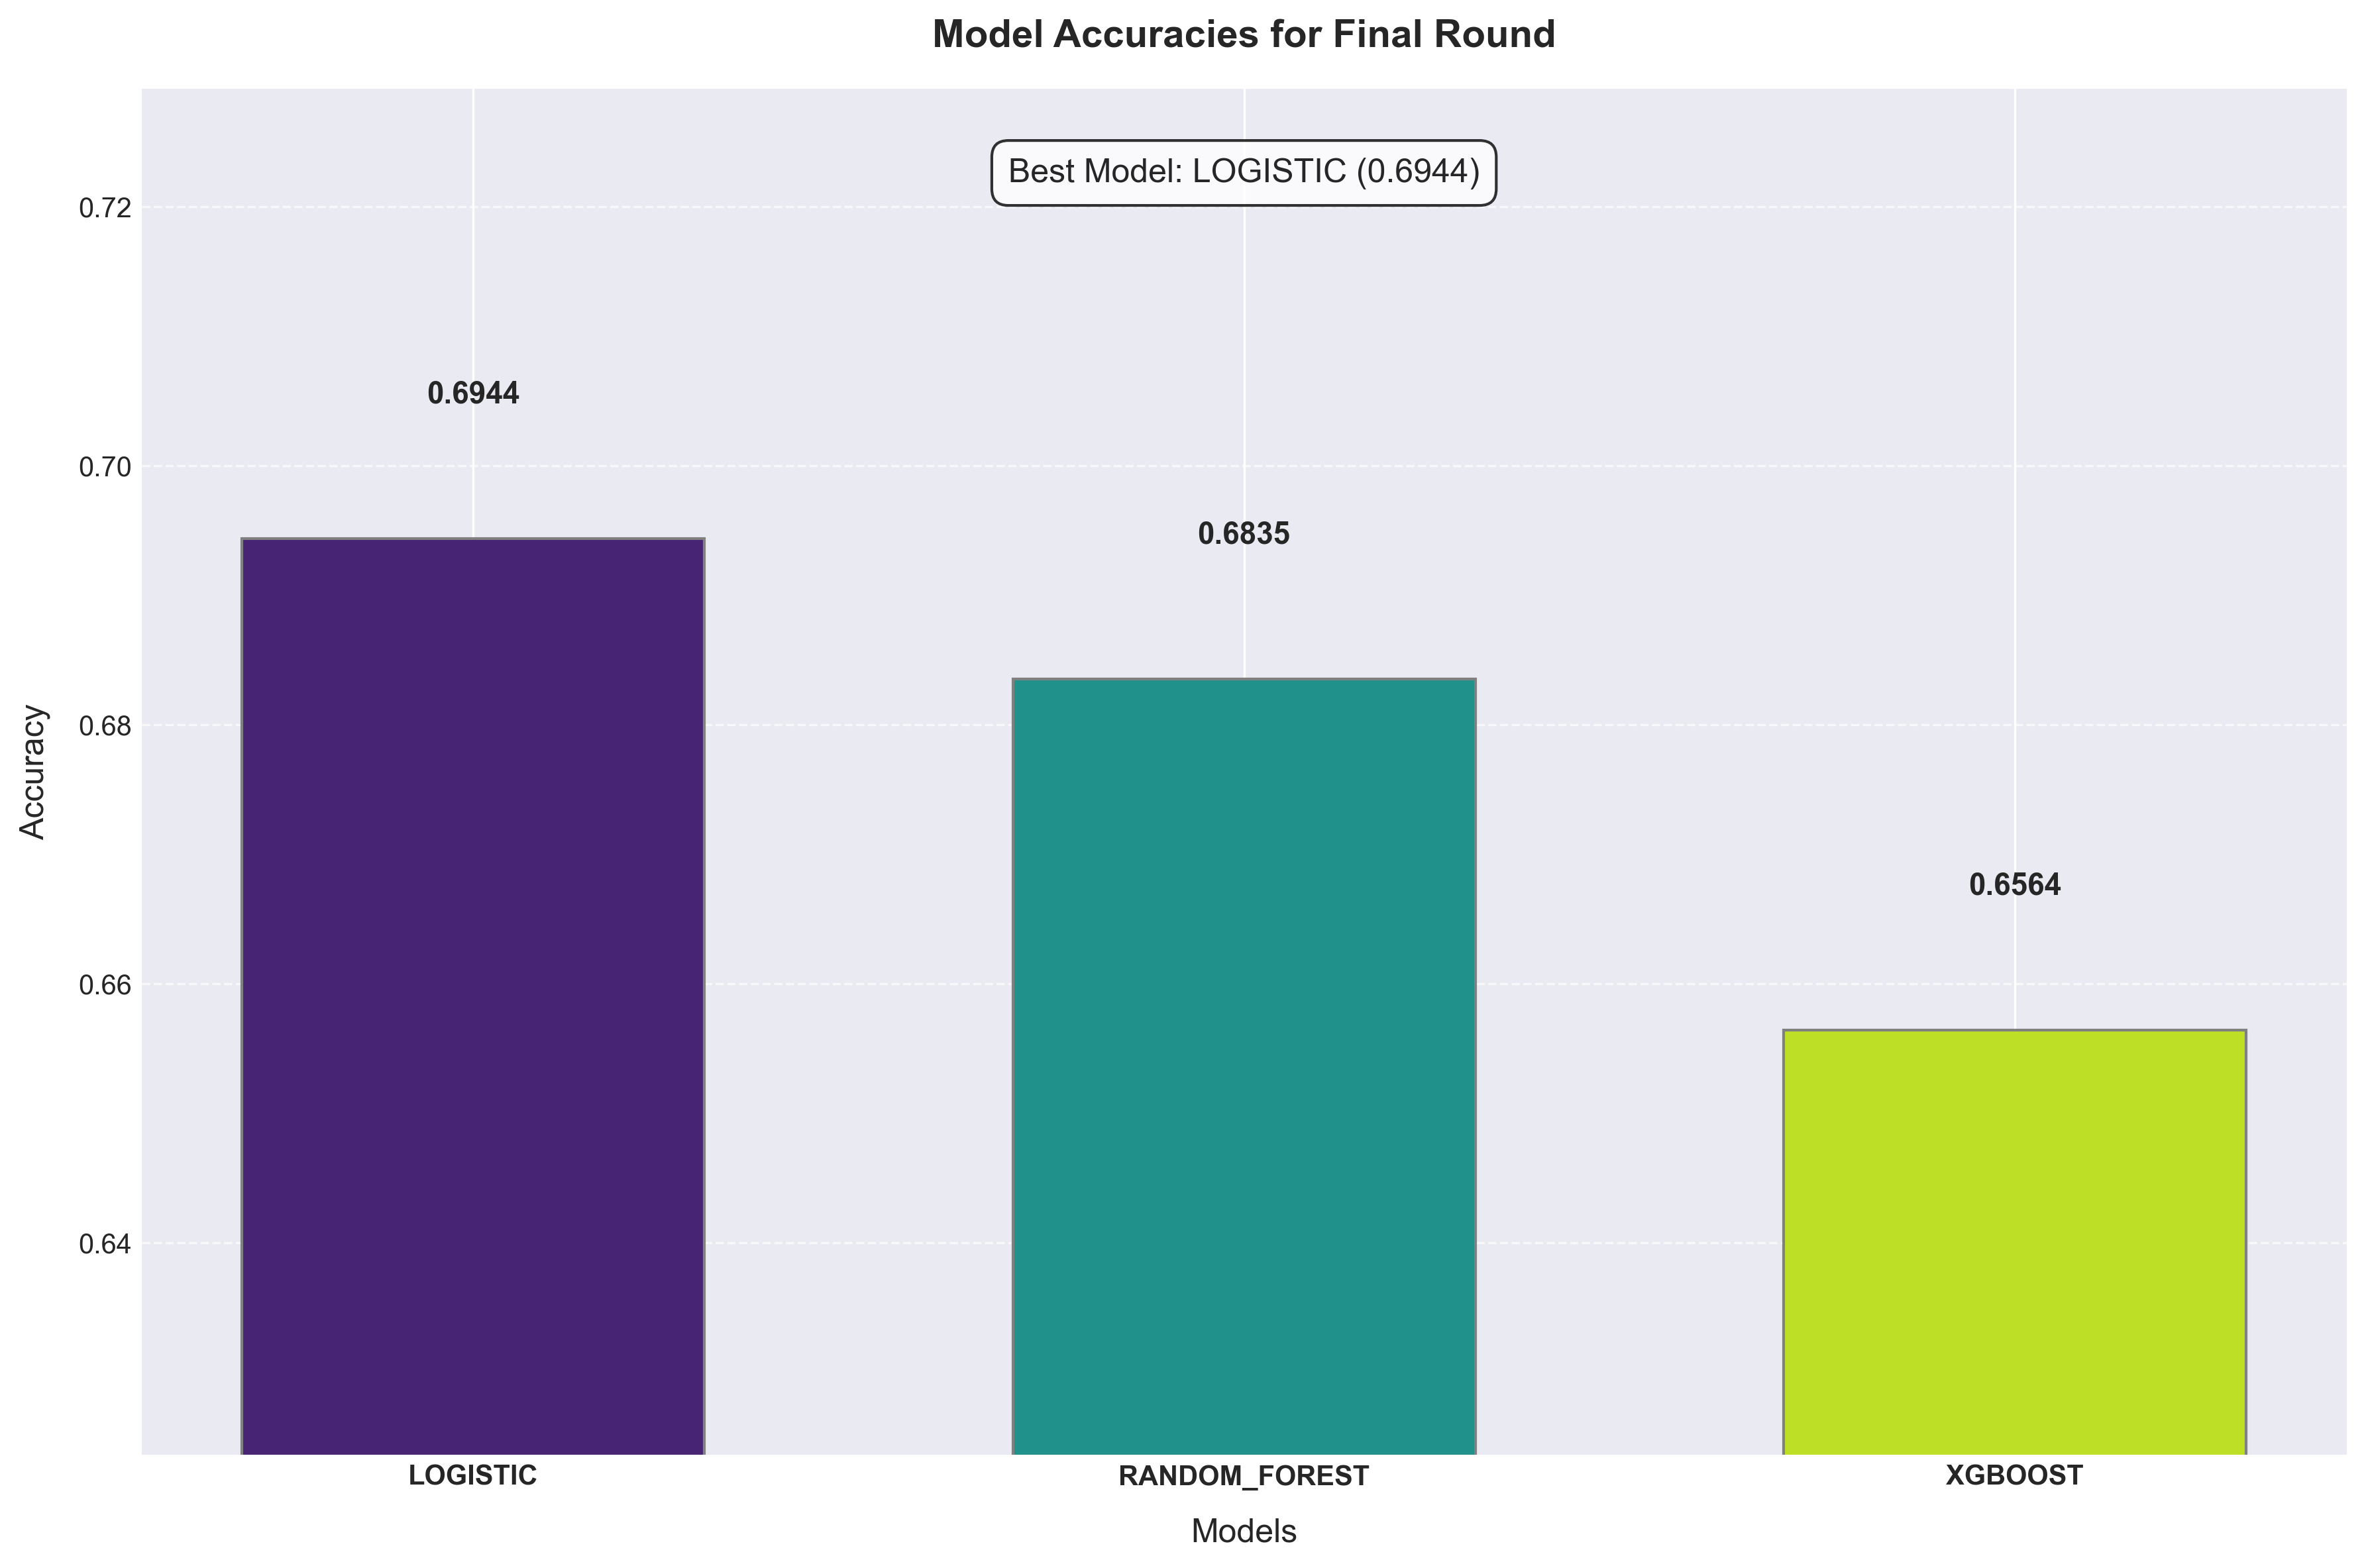 Model Accuracies for Final Round
Best Model: LOGISTIC (0.6944)
0.72
0.6944
0.70
0.6835
0.68
Accuracy
0.6564
0.66
0.64
LOGISTIC
RANDOM_FOREST
XGBOOST
Models